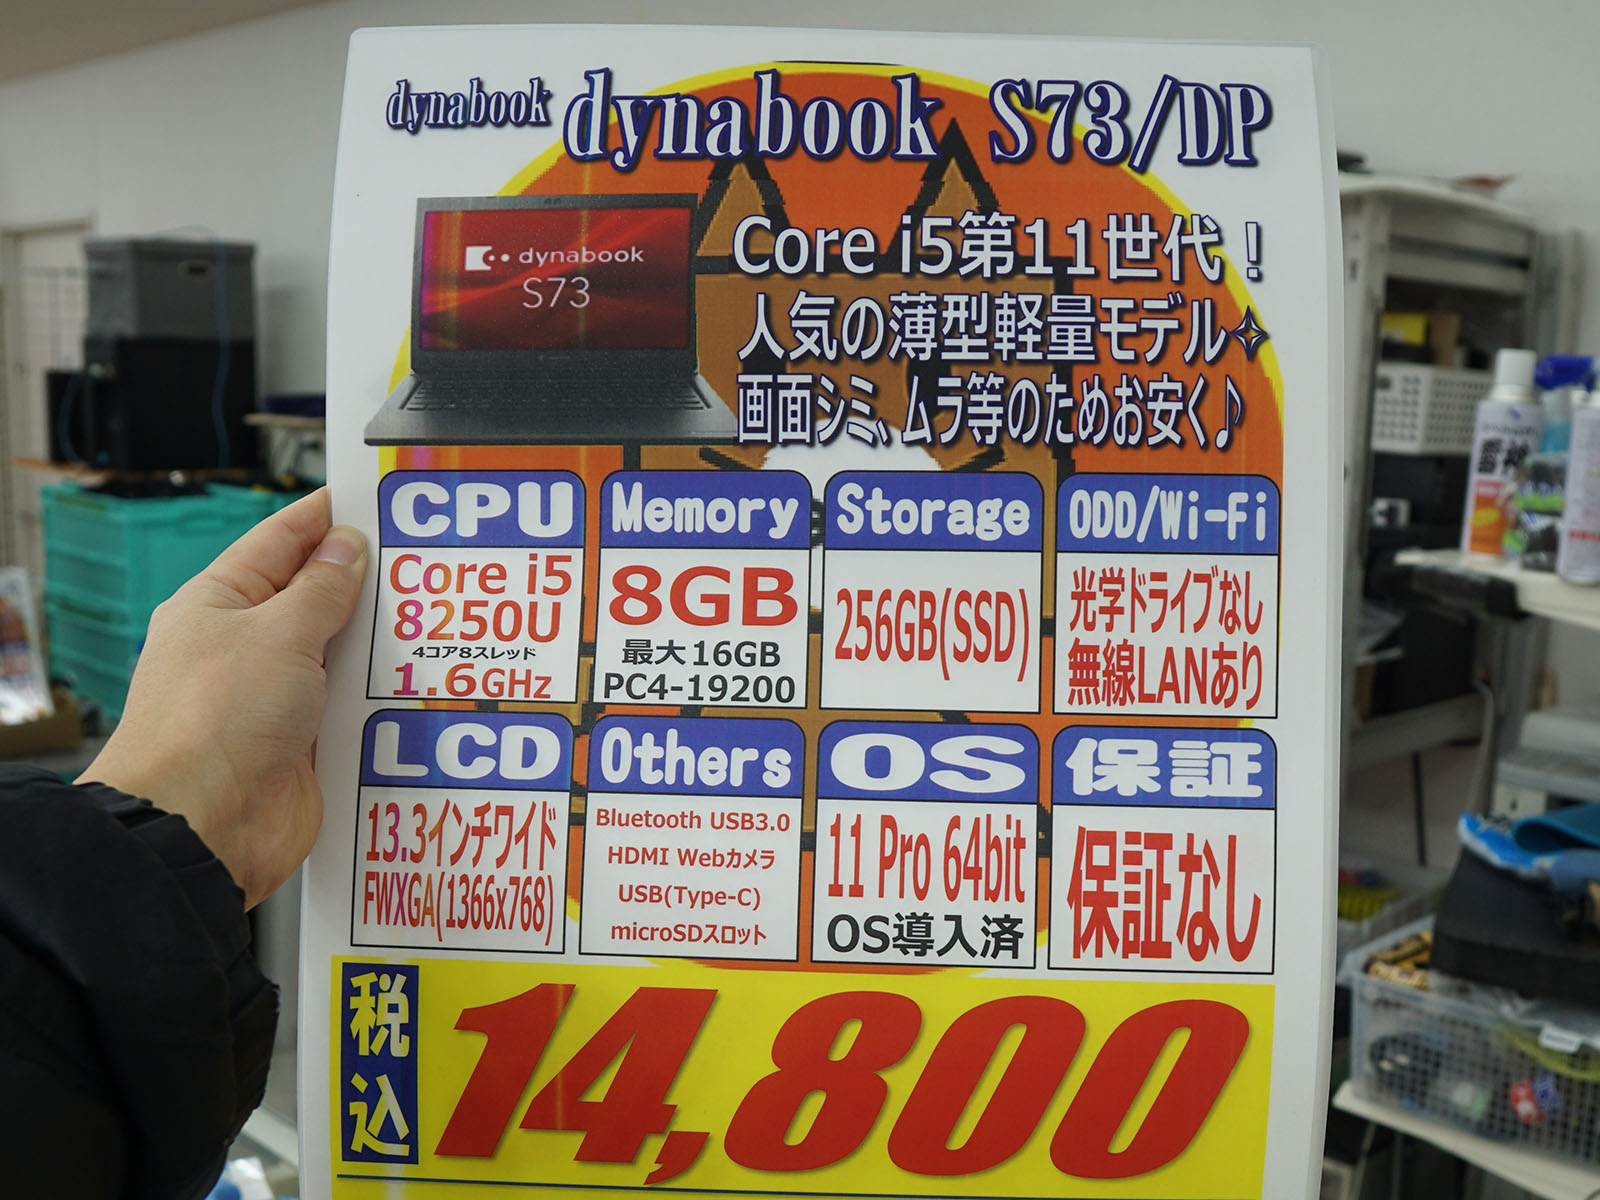 dynabook dynabook S73/DP
dynabook
S73
Core i5第11世代！
人気の薄型軽量モデル✧
画面シミ、ムラ等のためお安く♪
CPU
Core i5
8250U
4コア8スレッド
1.6GHz
Memory
8GB
最大16GB
PC4-19200
Storage
256GB(SSD)
ODD/Wi-Fi
光学ドライブなし
無線LANあり
LCD
13.3インチワイド
FWXGA(1366x768)
Others
Bluetooth USB3.0
HDMI Webカメラ
USB(Type-C)
microSDスロット
OS
11 Pro 64bit
OS導入済
保証
保証なし
税込
14,800